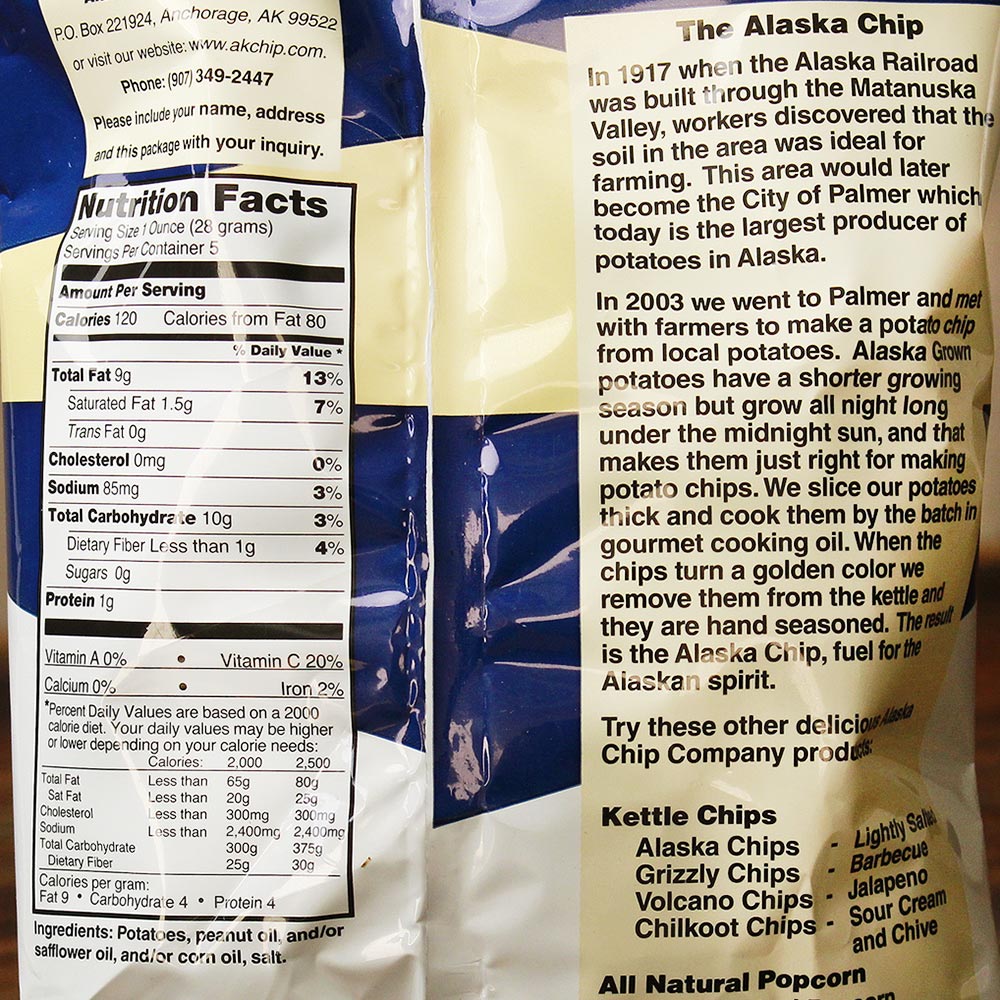 P.O. Box 221924, Anchorage, AK 99522
or visit our website: www.akchip.com.
Phone: (907) 349-2447
Please include your name, address
and this package with your inquiry.
Nutrition Facts
Serving Size 1 Ounce (28 grams)
Servings Per Container 5
Amount Per Serving
Calories 120 Calories from Fat 80
% Daily Value *
Total Fat 9g 13%
Saturated Fat 1.5g 7%
Trans Fat 0g
Cholesterol 0mg 0%
Sodium 85mg 3%
Total Carbohydrate 10g 3%
Dietary Fiber Less than 1g 4%
Sugars 0g
Protein 1g
Vitamin A 0% • Vitamin C 20%
Calcium 0% • Iron 2%
*Percent Daily Values are based on a 2000
calorie diet. Your daily values may be higher
or lower depending on your calorie needs:
Calories: 2,000 2,500
Total Fat Less than 65g 80g
Sat Fat Less than 20g 25g
Cholesterol Less than 300mg 300mg
Sodium Less than 2,400mg 2,400mg
Total Carbohydrate 300g 375g
Dietary Fiber 25g 30g
Calories per gram:
Fat 9 • Carbohydrate 4 • Protein 4
Ingredients: Potatoes, peanut oil, and/or
safflower oil, and/or corn oil, salt.
The Alaska Chip
In 1917 when the Alaska Railroad
was built through the Matanuska
Valley, workers discovered that the
soil in the area was ideal for
farming. This area would later
become the City of Palmer which
today is the largest producer of
potatoes in Alaska.
In 2003 we went to Palmer and met
with farmers to make a potato chip
from local potatoes. Alaska Grown
potatoes have a shorter growing
season but grow all night long
under the midnight sun, and that
makes them just right for making
potato chips. We slice our potatoes
thick and cook them by the batch in
gourmet cooking oil. When the
chips turn a golden color we
remove them from the kettle and
they are hand seasoned. The result
is the Alaska Chip, fuel for the
Alaskan spirit.
Try these other delicious Alaska
Chip Company products:
Kettle Chips
Alaska Chips - Lightly Salted
Grizzly Chips - Barbecue
Volcano Chips - Jalapeno
Chilkoot Chips - Sour Cream
and Chive
All Natural Popcorn